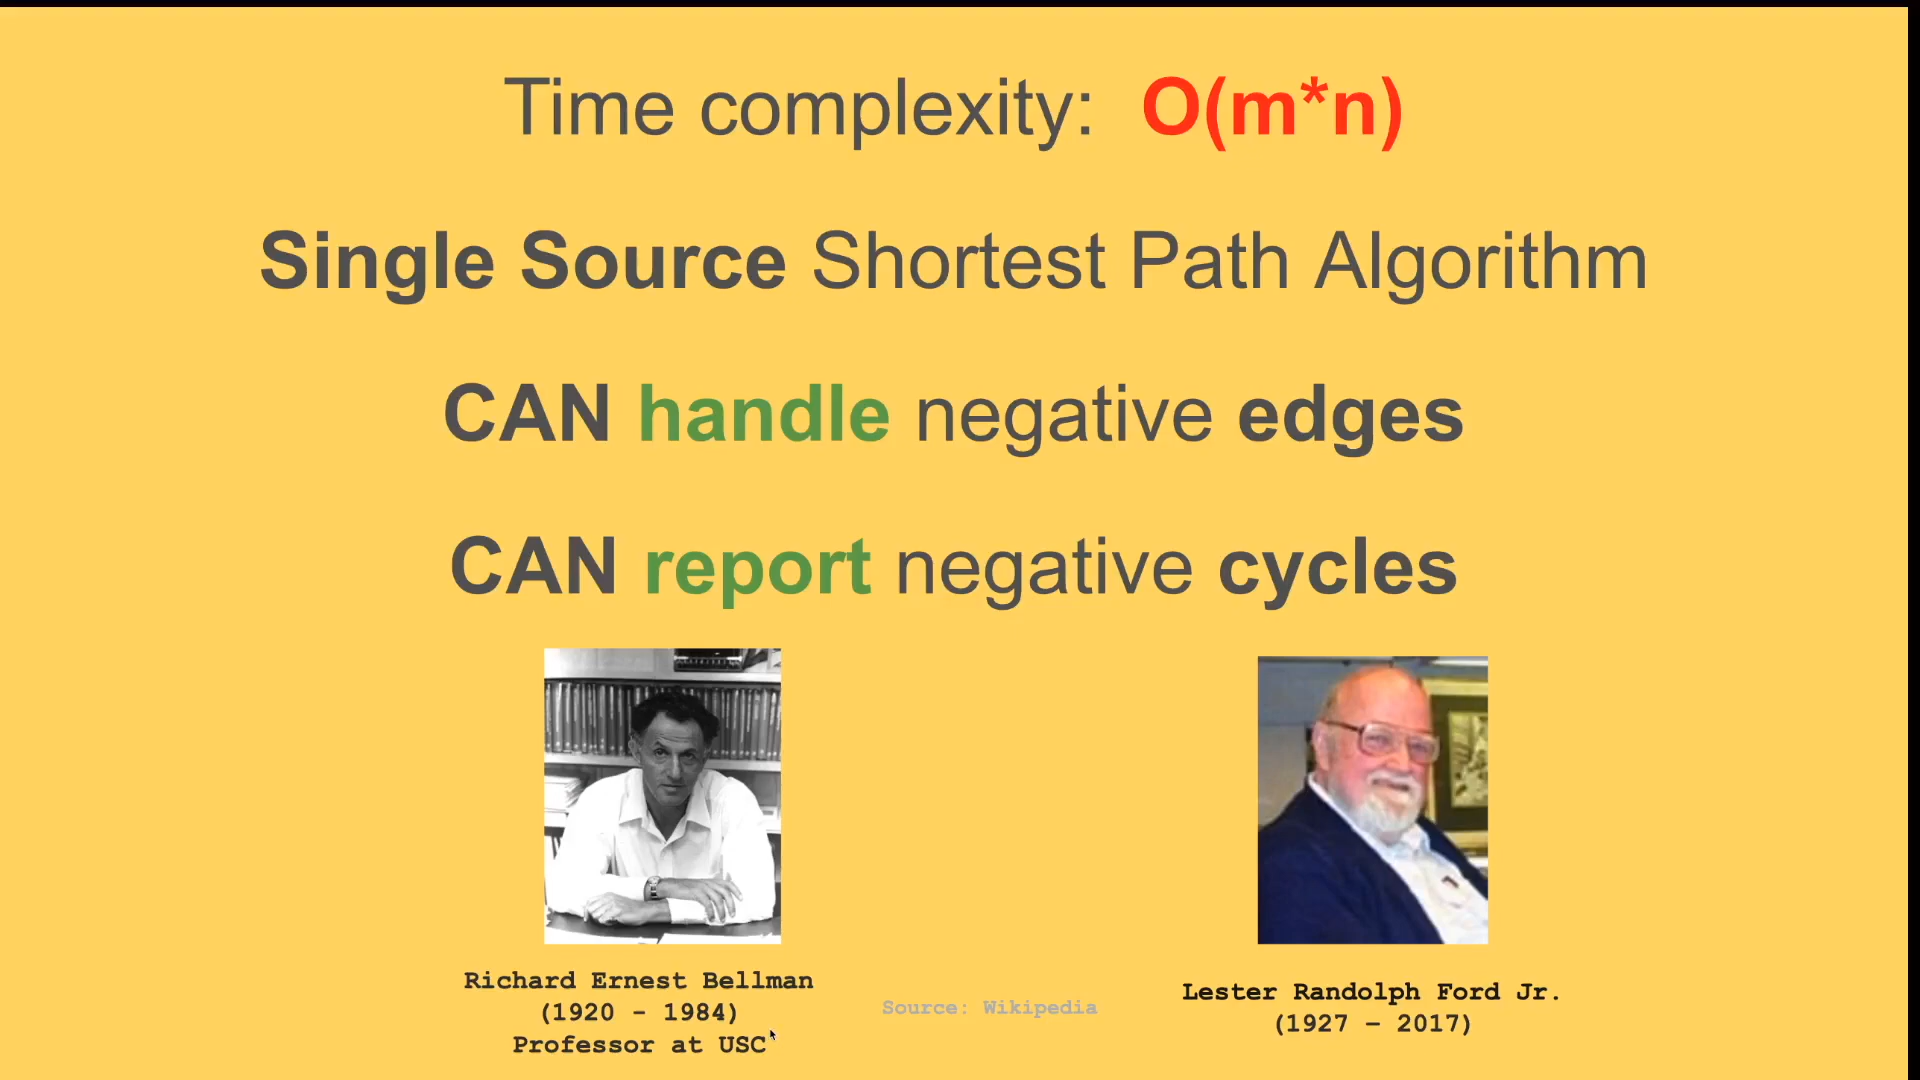 Time complexity: O(m*n)
Single Source Shortest Path Algorithm
CAN handle negative edges
CAN report negative cycles
Richard Ernest Bellman
(1920 - 1984)
Professor at USC
Source: Wikipedia
Lester Randolph Ford Jr.
(1927 – 2017)